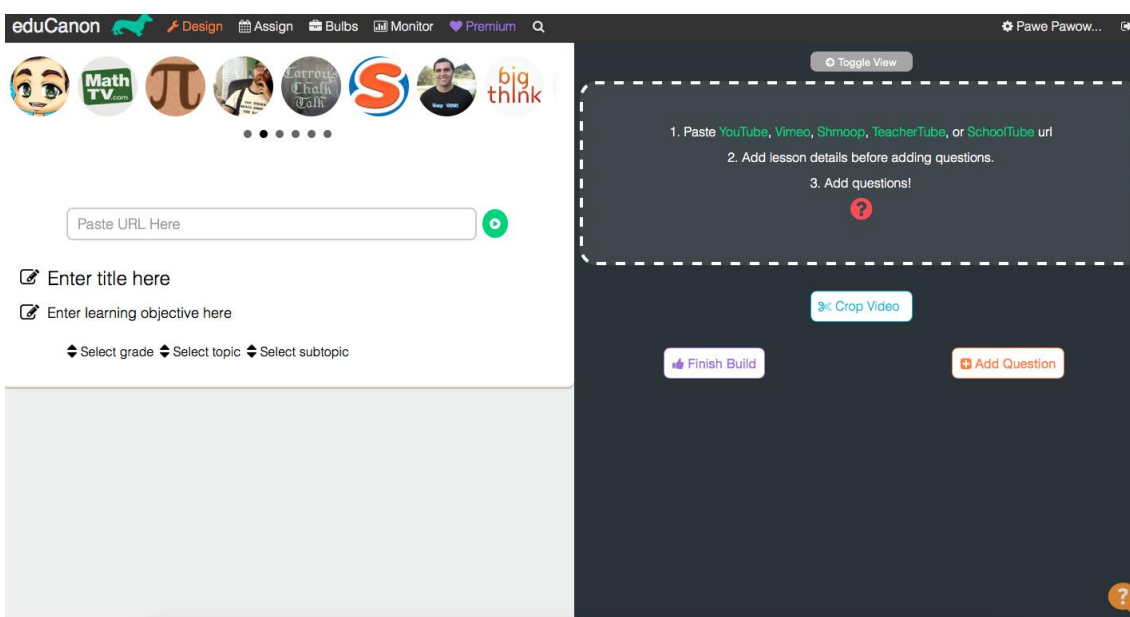 eduCanon Design Assign Bulbs Monitor Premium Pawe Pawow...
Math
TV.com
Chalk
Talk
S
big
think
Toggle View
1. Paste YouTube, Vimeo, Shmoop, TeacherTube, or SchoolTube url
2. Add lesson details before adding questions.
3. Add questions!
?
Paste URL Here
Enter title here
Enter learning objective here
Select grade Select topic Select subtopic
Crop Video
Finish Build
Add Question
?